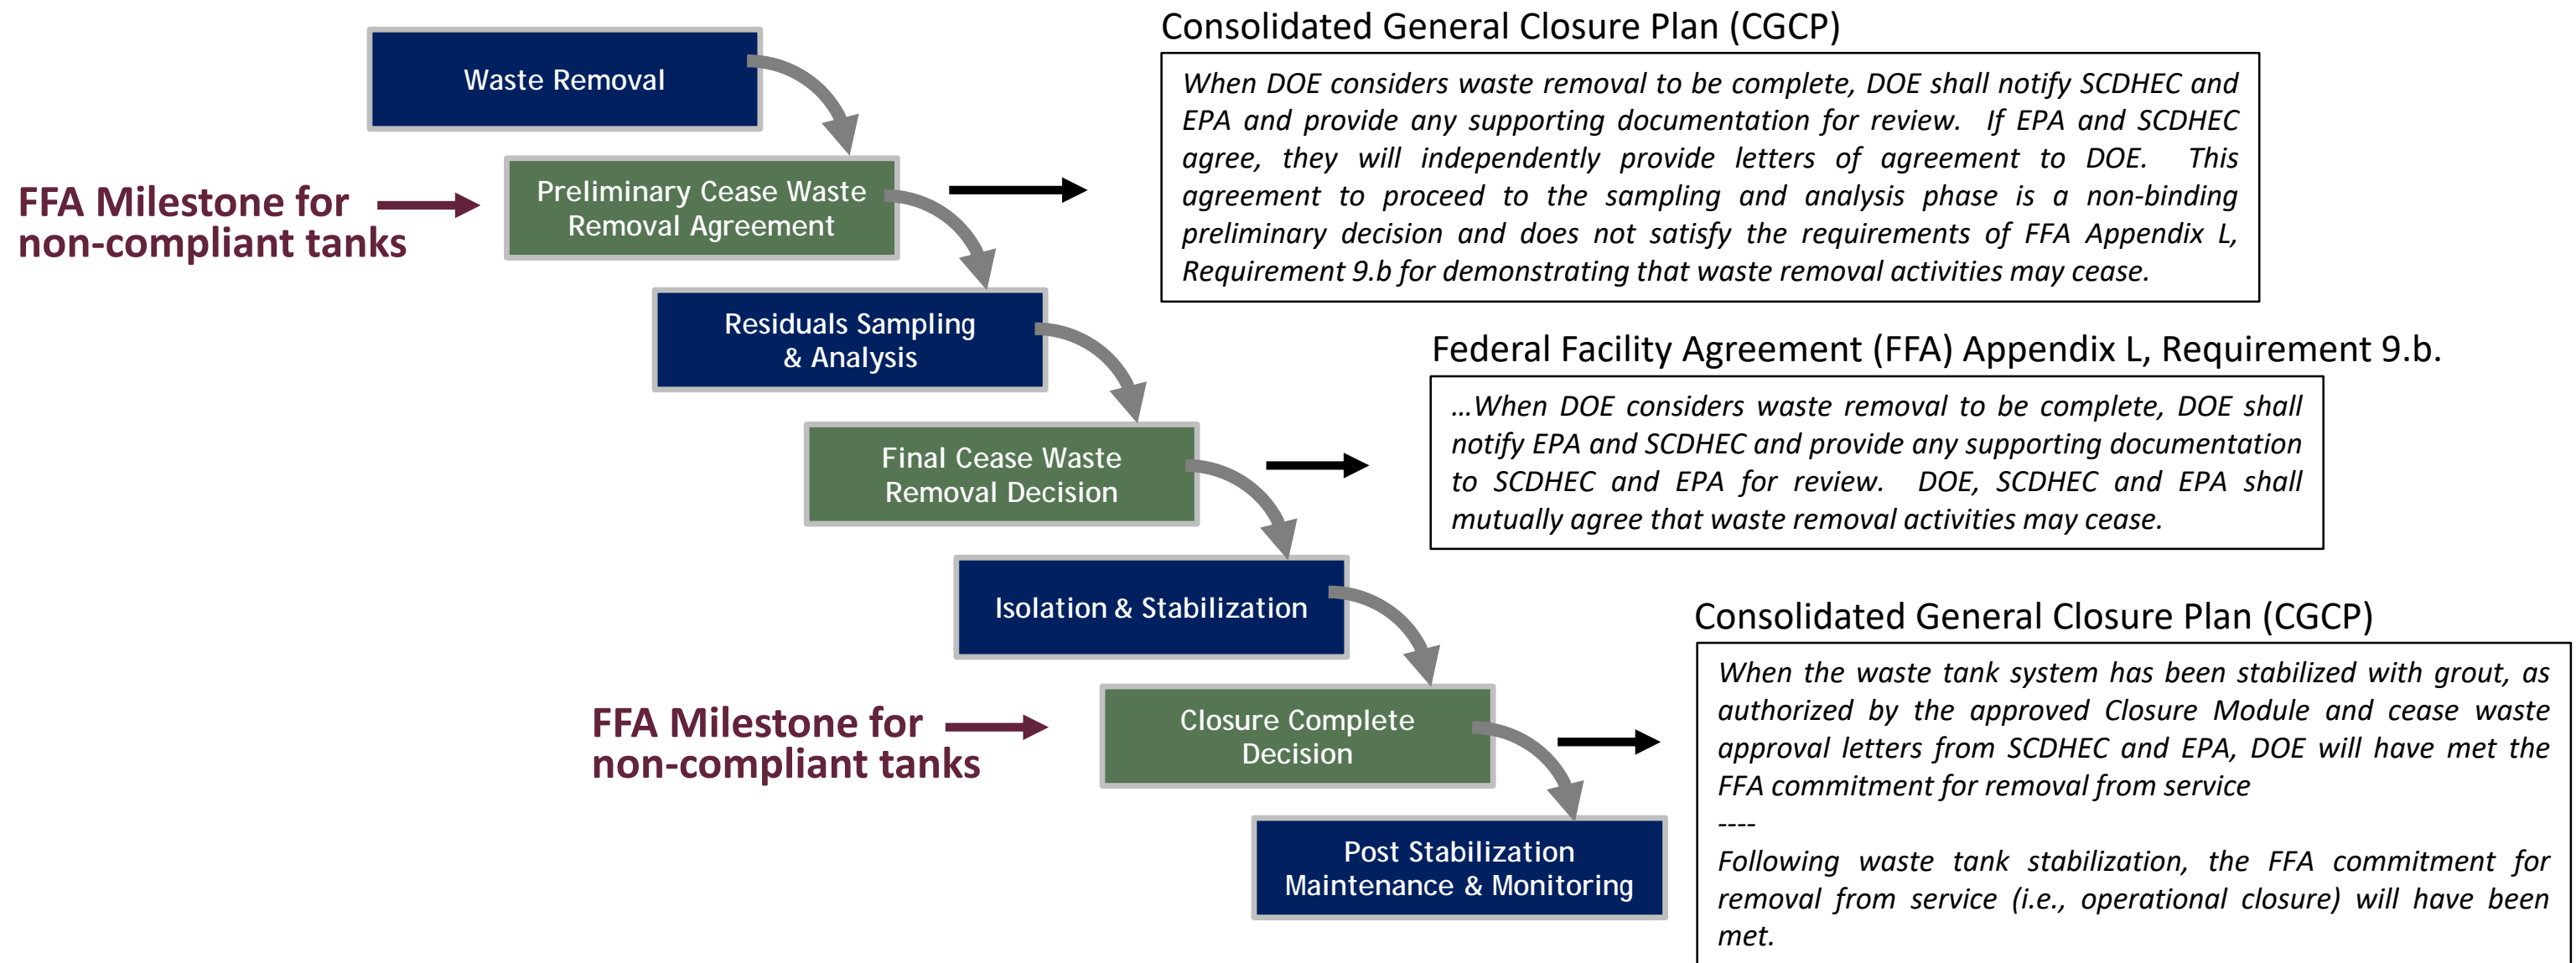 Waste Removal
Consolidated General Closure Plan (CGCP)
When DOE considers waste removal to be complete, DOE shall notify SCDHEC and
EPA and provide any supporting documentation for review. If EPA and SCDHEC
agree, they will independently provide letters of agreement to DOE. This
agreement to proceed to the sampling and analysis phase is a non-binding
preliminary decision and does not satisfy the requirements of FFA Appendix L,
Requirement 9.b for demonstrating that waste removal activities may cease.
FFA Milestone for
non-compliant tanks
Preliminary Cease Waste
Removal Agreement
Residuals Sampling
& Analysis
Federal Facility Agreement (FFA) Appendix L, Requirement 9.b.
…When DOE considers waste removal to be complete, DOE shall
notify EPA and SCDHEC and provide any supporting documentation
to SCDHEC and EPA for review. DOE, SCDHEC and EPA shall
mutually agree that waste removal activities may cease.
Final Cease Waste
Removal Decision
Isolation & Stabilization
Consolidated General Closure Plan (CGCP)
When the waste tank system has been stabilized with grout, as
authorized by the approved Closure Module and cease waste
approval letters from SCDHEC and EPA, DOE will have met the
FFA commitment for removal from service
----
Following waste tank stabilization, the FFA commitment for
removal from service (i.e., operational closure) will have been
met.
FFA Milestone for
non-compliant tanks
Closure Complete
Decision
Post Stabilization
Maintenance & Monitoring